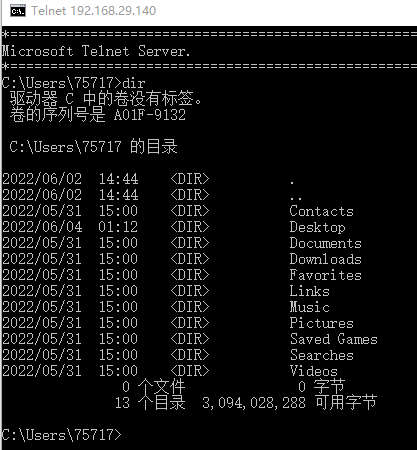 Telnet 192.168.29.140
*===============================================================
Microsoft Telnet Server.
*===============================================================
C:\Users\75717>dir
驱动器 C 中的卷没有标签。
卷的序列号是 A01F-9132
C:\Users\75717 的目录
2022/06/02  14:44    <DIR>          .
2022/06/02  14:44    <DIR>          ..
2022/05/31  15:00    <DIR>          Contacts
2022/06/04  01:12    <DIR>          Desktop
2022/05/31  15:00    <DIR>          Documents
2022/05/31  15:00    <DIR>          Downloads
2022/05/31  15:00    <DIR>          Favorites
2022/05/31  15:00    <DIR>          Links
2022/05/31  15:00    <DIR>          Music
2022/05/31  15:00    <DIR>          Pictures
2022/05/31  15:00    <DIR>          Saved Games
2022/05/31  15:00    <DIR>          Searches
2022/05/31  15:00    <DIR>          Videos
0 个文件              0 字节
13 个目录  3,094,028,288 可用字节
C:\Users\75717>